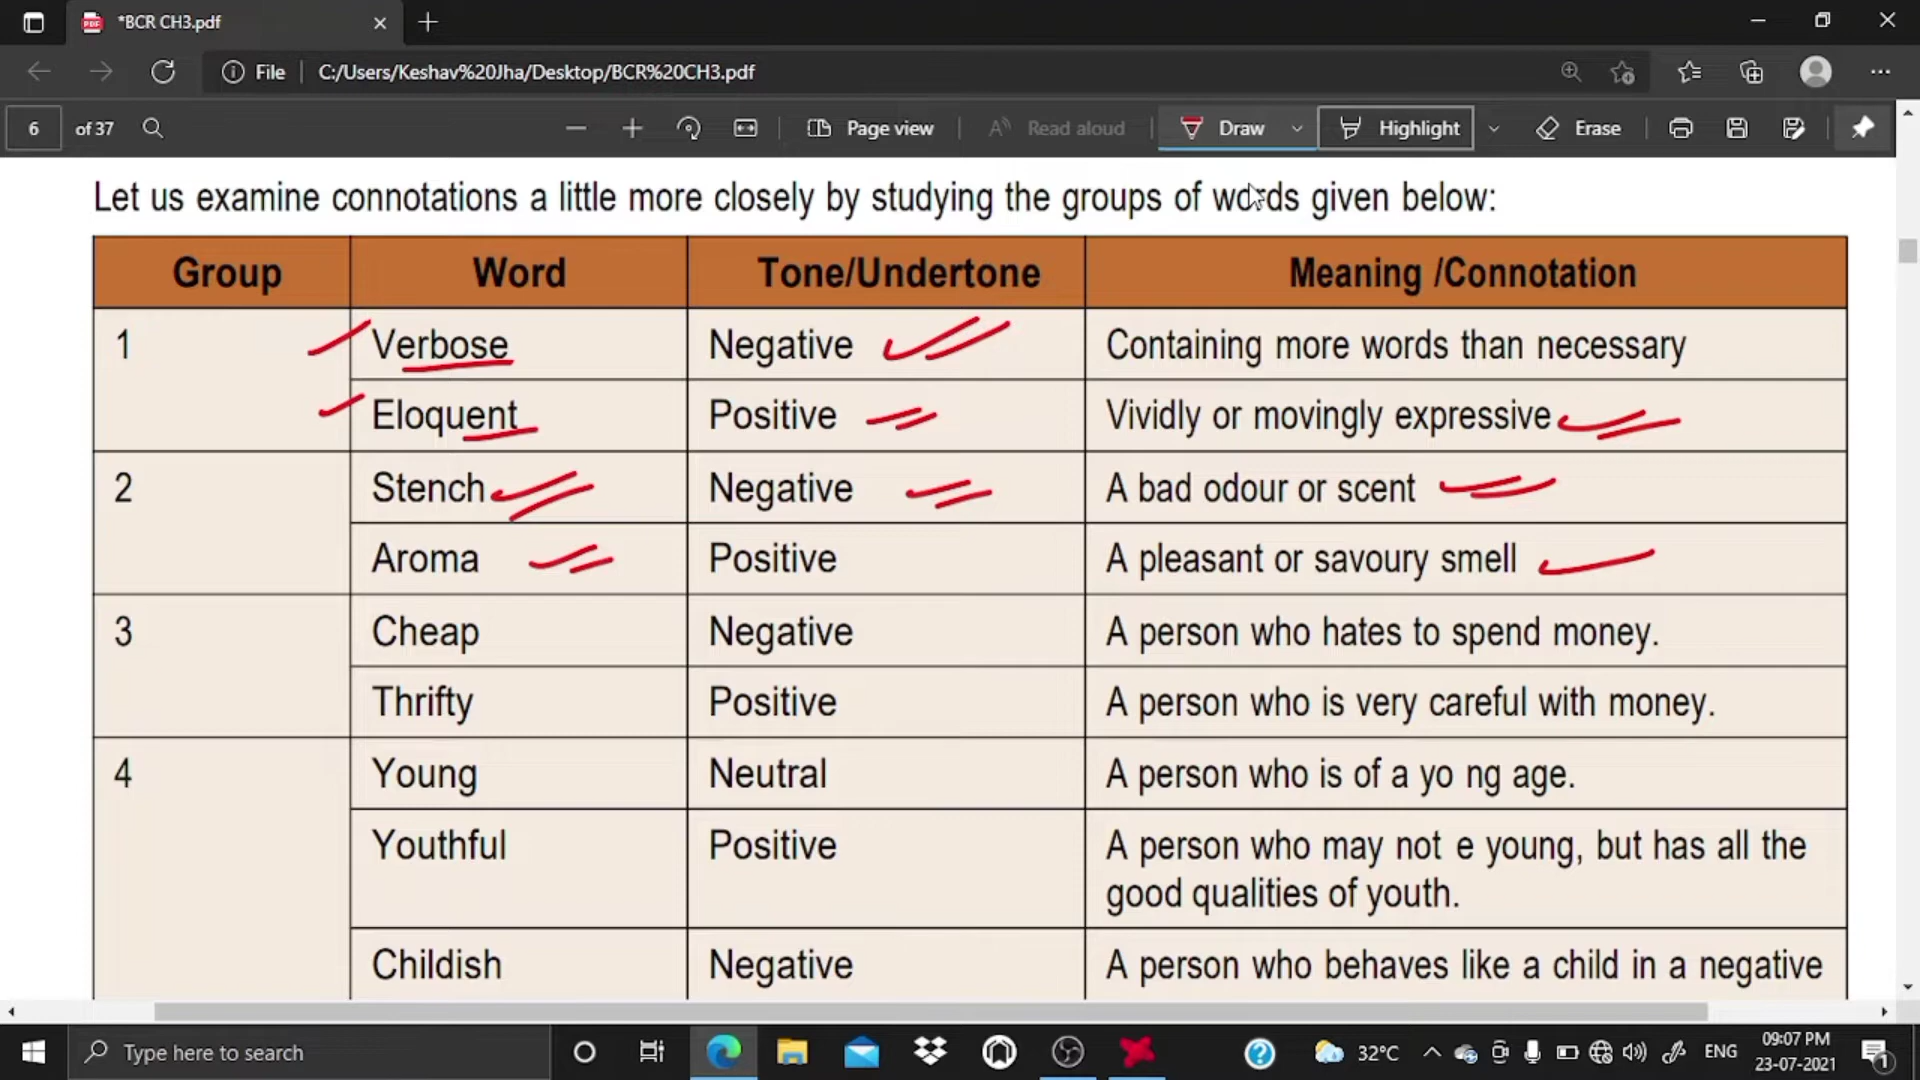 *BCR CH3.pdf
File C:/Users/Keshav%20Jha/Desktop/BCR%20CH3.pdf
6 of 37 Page view Read aloud Draw Highlight Erase
Let us examine connotations a little more closely by studying the groups of words given below:
Group Word Tone/Undertone Meaning /Connotation
1 Verbose Negative Containing more words than necessary
Eloquent Positive Vividly or movingly expressive
2 Stench Negative A bad odour or scent
Aroma Positive A pleasant or savoury smell
3 Cheap Negative A person who hates to spend money.
Thrifty Positive A person who is very careful with money.
4 Young Neutral A person who is of a yo ng age.
Youthful Positive A person who may not e young, but has all the
good qualities of youth.
Childish Negative A person who behaves like a child in a negative
Type here to search 32°C ENG 09:07 PM
23-07-2021 1